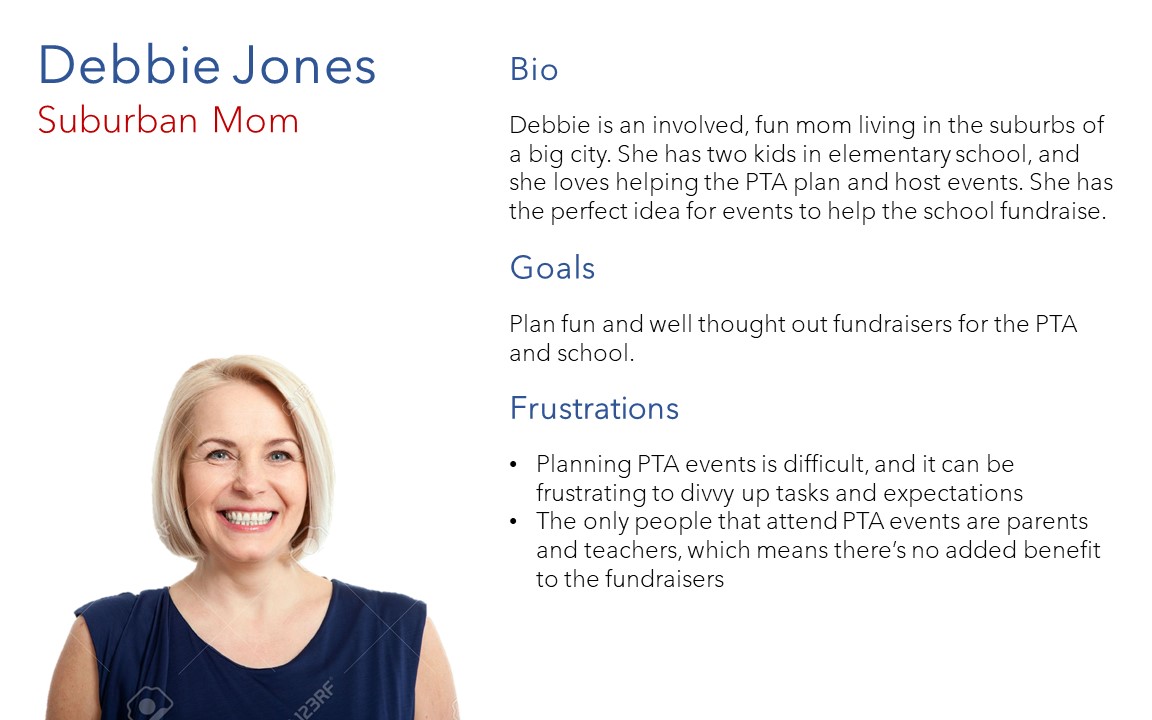 Debbie Jones
Suburban Mom
Bio
Debbie is an involved, fun mom living in the suburbs of
a big city. She has two kids in elementary school, and
she loves helping the PTA plan and host events. She has
the perfect idea for events to help the school fundraise.
Goals
Plan fun and well thought out fundraisers for the PTA
and school.
Frustrations
• Planning PTA events is difficult, and it can be
frustrating to divvy up tasks and expectations
• The only people that attend PTA events are parents
and teachers, which means there's no added benefit
to the fundraisers
123RF